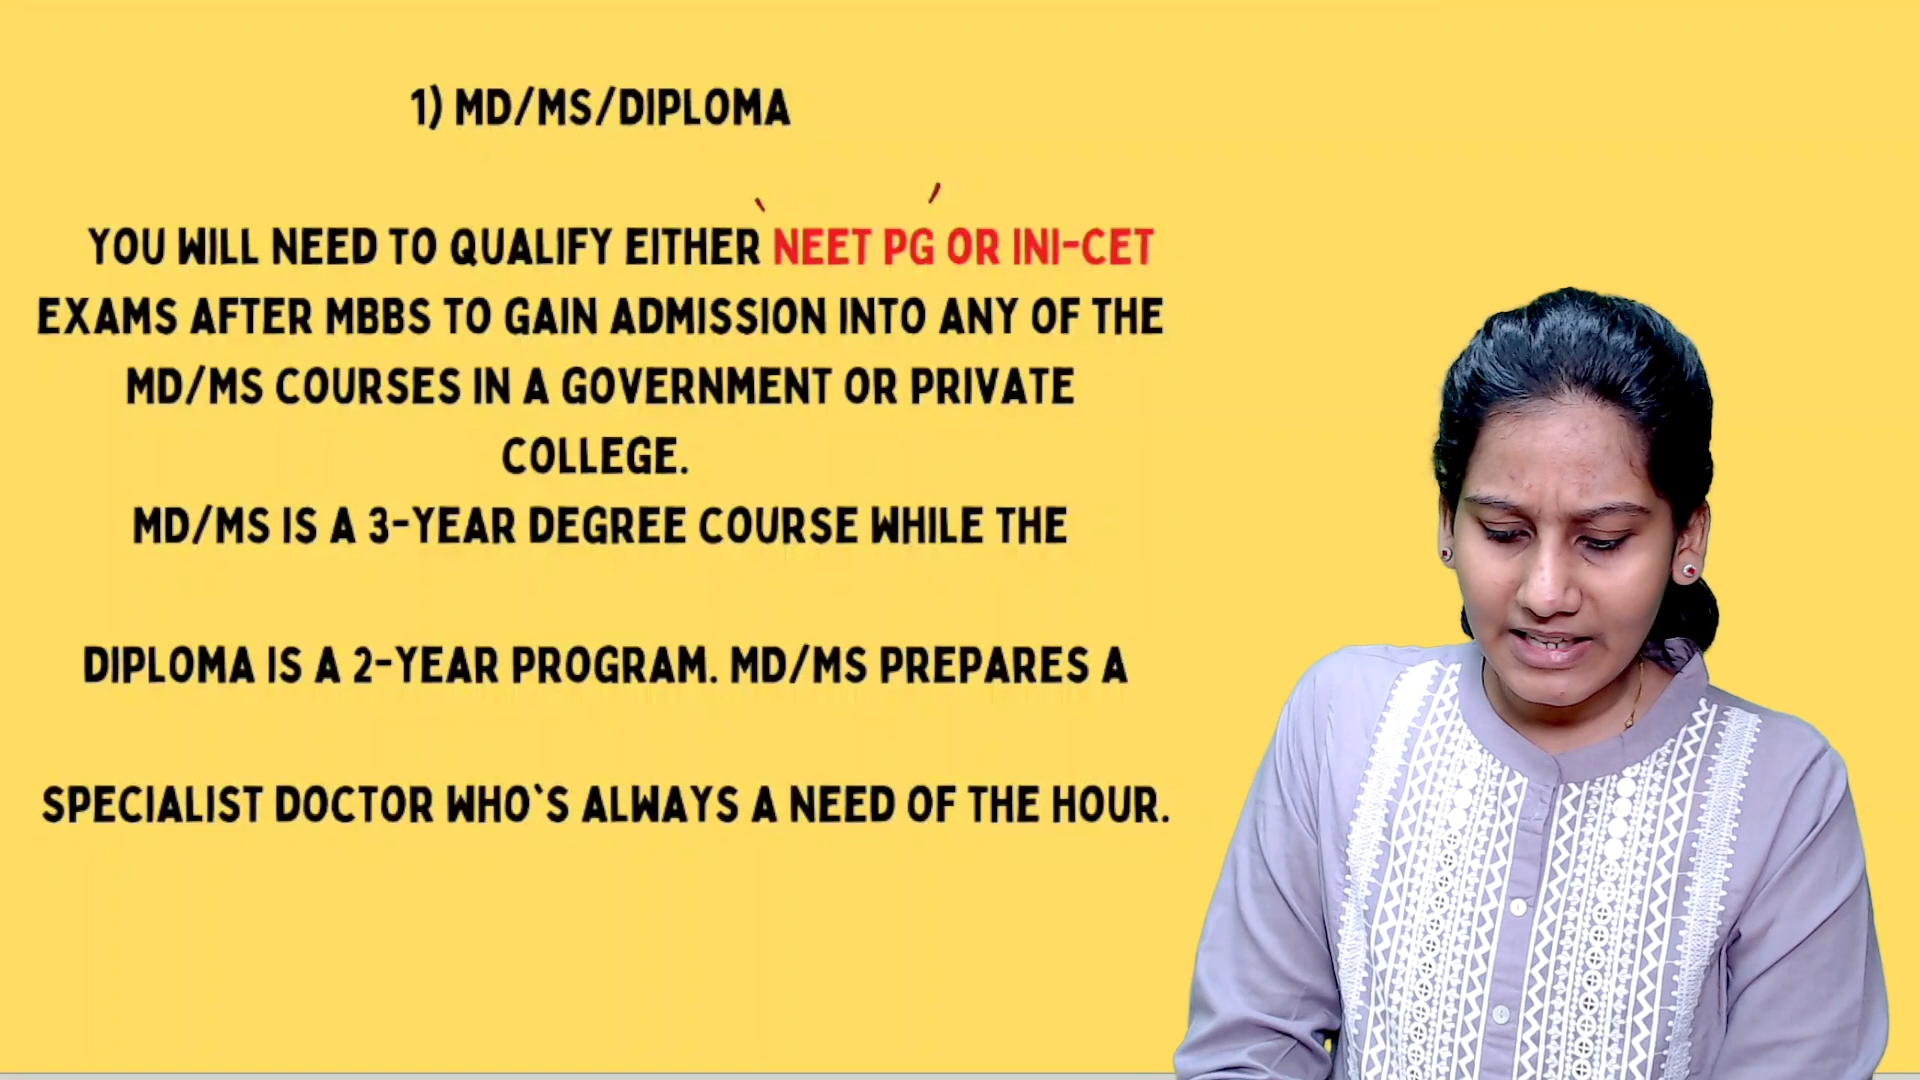 1) MD/MS/DIPLOMA
YOU WILL NEED TO QUALIFY EITHER NEET PG OR INI-CET
EXAMS AFTER MBBS TO GAIN ADMISSION INTO ANY OF THE
MD/MS COURSES IN A GOVERNMENT OR PRIVATE
COLLEGE.
MD/MS IS A 3-YEAR DEGREE COURSE WHILE THE
DIPLOMA IS A 2-YEAR PROGRAM. MD/MS PREPARES A
SPECIALIST DOCTOR WHO`S ALWAYS A NEED OF THE HOUR.